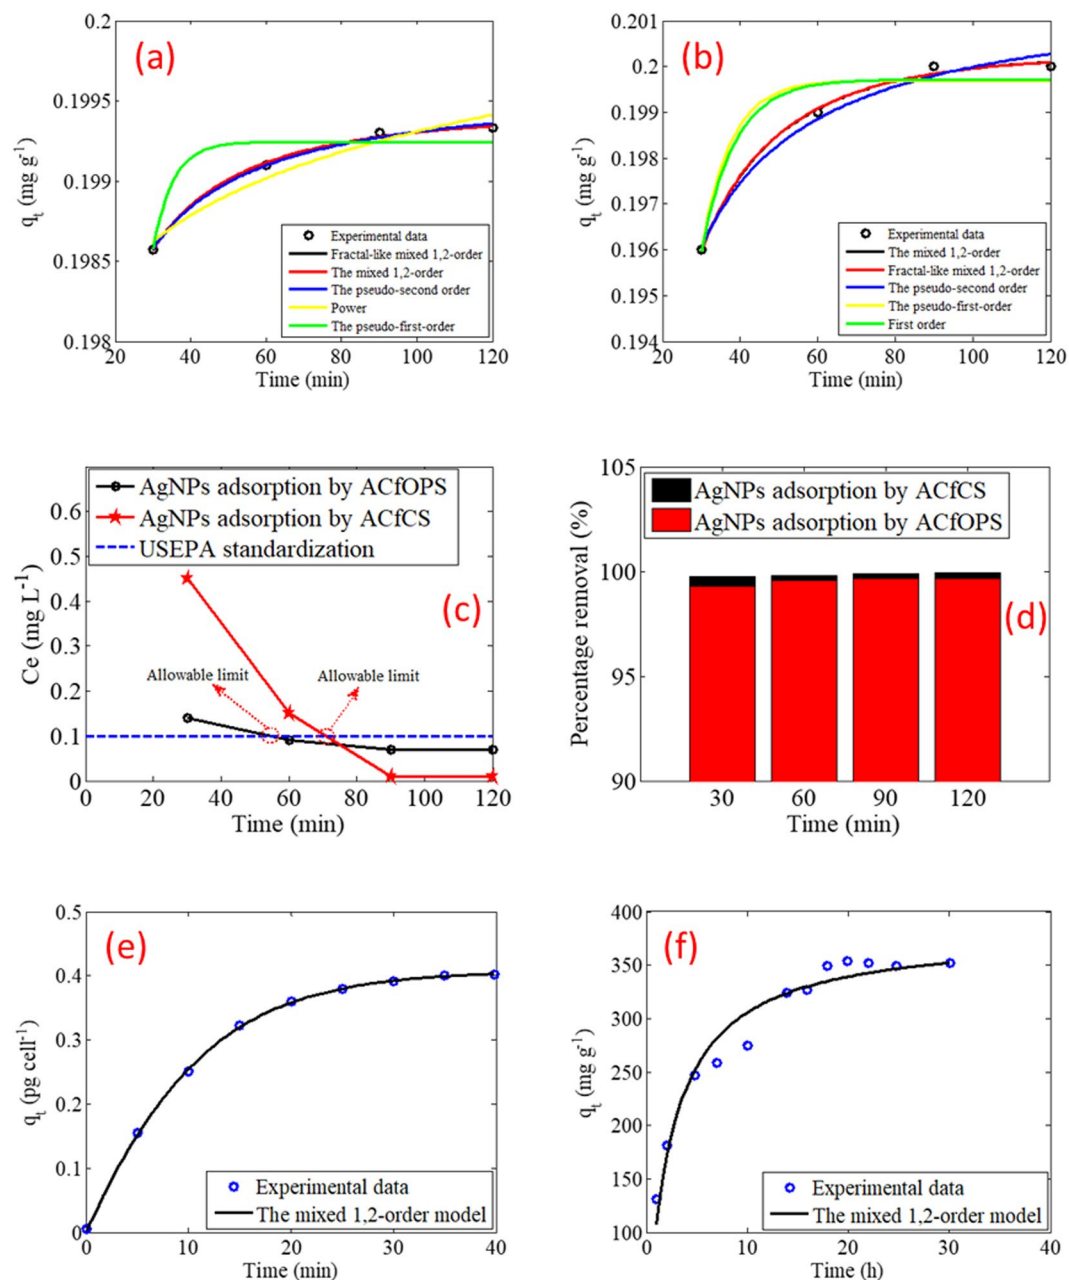 (a)
0.2
0.1995
0.199
0.1985
0.198
q_t (mg g^-1)
20 40 60 80 100 120
Time (min)
Experimental data
Fractal-like mixed 1,2-order
The mixed 1,2-order
The pseudo-second order
Power
The pseudo-first-order
(b)
0.201
0.2
0.199
0.198
0.197
0.196
0.195
0.194
q_t (mg g^-1)
20 40 60 80 100 120
Time (min)
Experimental data
The mixed 1,2-order
Fractal-like mixed 1,2-order
The pseudo-second order
The pseudo-first-order
First order
AgNPs adsorption by ACfOPS
AgNPs adsorption by ACfCS
USEPA standardization
(c)
Allowable limit
Allowable limit
0.6
0.5
0.4
0.3
0.2
0.1
0
Ce (mg L^-1)
0 20 40 60 80 100 120
Time (min)
AgNPs adsorption by ACfCS
AgNPs adsorption by ACfOPS
(d)
105
100
95
90
Percentage removal (%)
30 60 90 120
Time (min)
(e)
0.5
0.4
0.3
0.2
0.1
0
q_t (pg cell^-1)
0 10 20 30 40
Time (min)
Experimental data
The mixed 1,2-order model
(f)
400
350
300
250
200
150
100
q_t (mg g^-1)
0 10 20 30 40
Time (h)
Experimental data
The mixed 1,2-order model